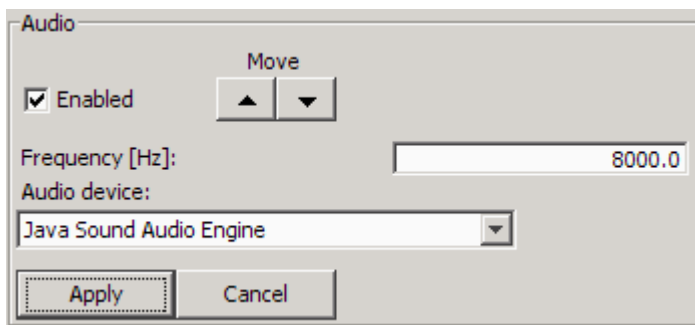 Audio
Move
Enabled
Frequency [Hz]: 8000.0
Audio device:
Java Sound Audio Engine
Apply Cancel